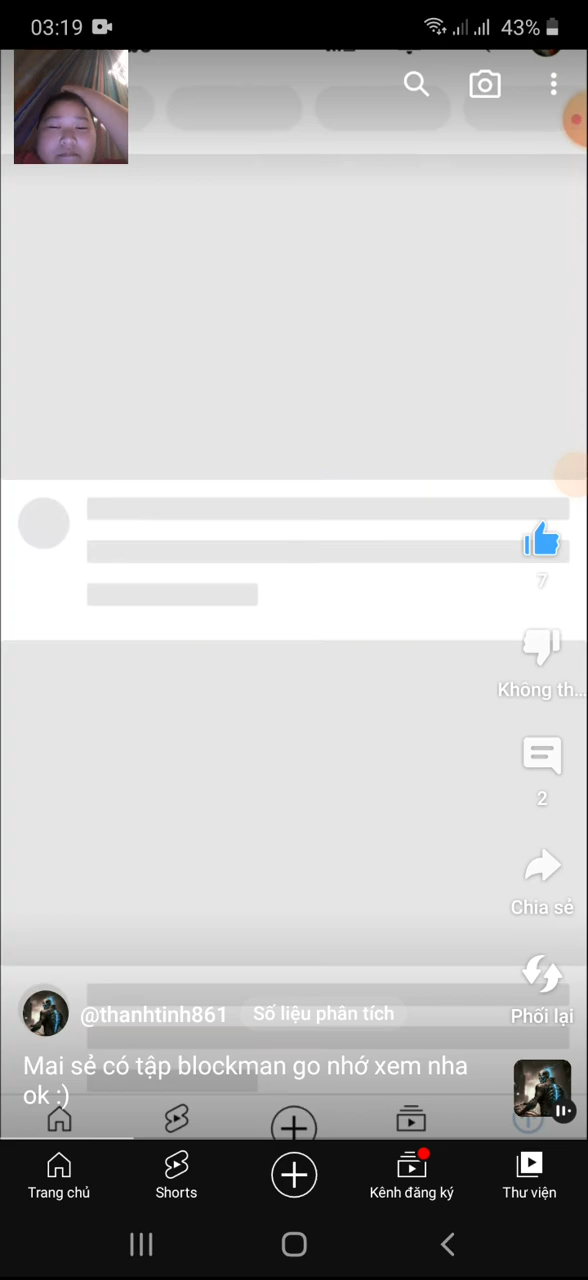 03:19
43%
7
Không th...
2
Chia sẻ
Phối lại
@thanhtinh861 Số liệu phân tích
Mai sẻ có tập blockman go nhớ xem nha
ok :)
Trang chủ Shorts Kênh đăng ký Thư viện